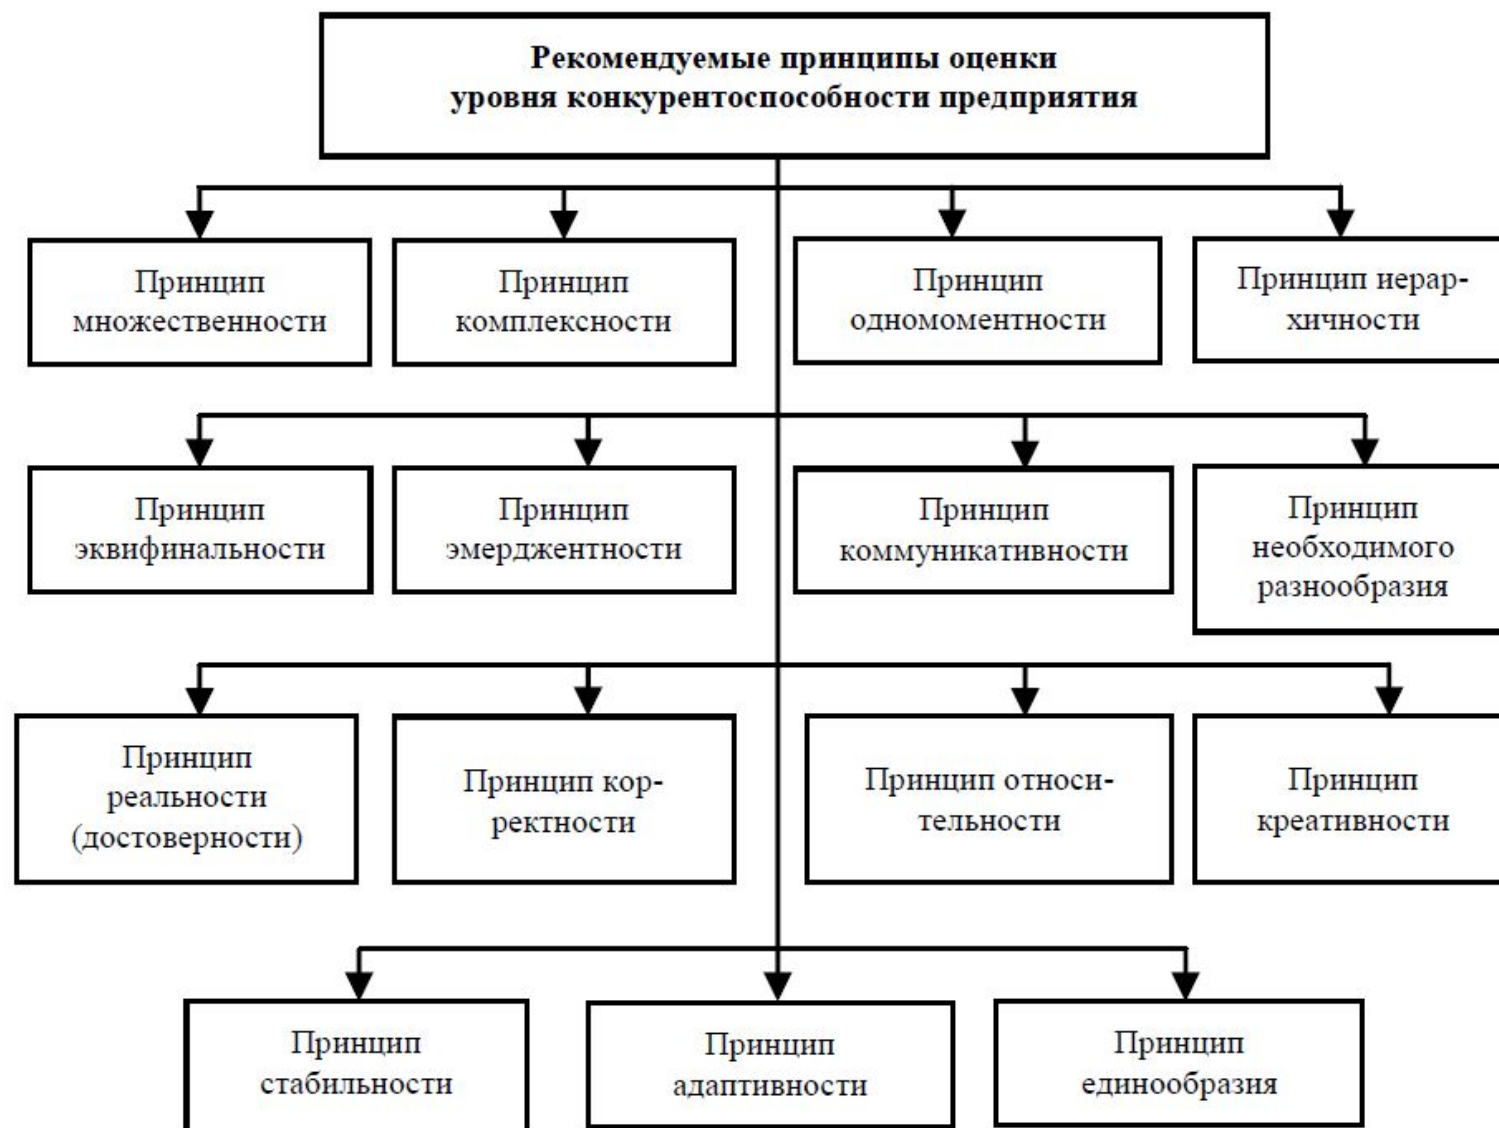 Рекомендуемые принципы оценки
уровня конкурентоспособности предприятия
Принцип
множественности
Принцип
комплексности
Принцип
одномоментности
Принцип иерар-
хичности
Принцип
эквифинальности
Принцип
эмерджентности
Принцип
коммуникативности
Принцип
необходимого
разнообразия
Принцип
реальности
(достоверности)
Принцип кор-
ректности
Принцип относи-
тельности
Принцип
креативности
Принцип
стабильности
Принцип
адаптивности
Принцип
единообразия